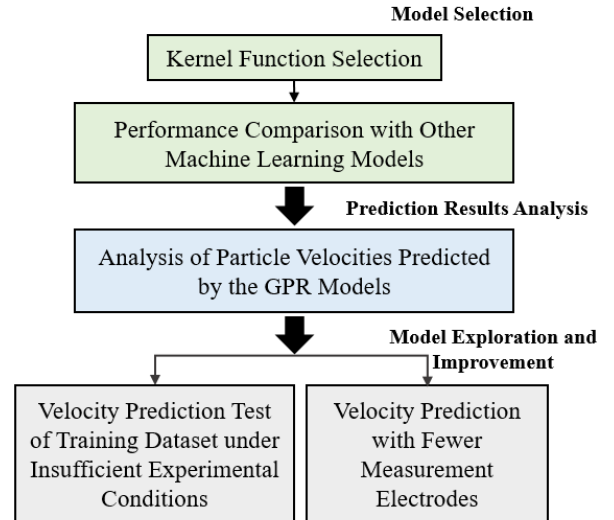 Model Selection
Kernel Function Selection
Performance Comparison with Other
Machine Learning Models
Prediction Results Analysis
Analysis of Particle Velocities Predicted
by the GPR Models
Model Exploration and
Improvement
Velocity Prediction Test
of Training Dataset under
Insufficient Experimental
Conditions
Velocity Prediction
with Fewer
Measurement
Electrodes